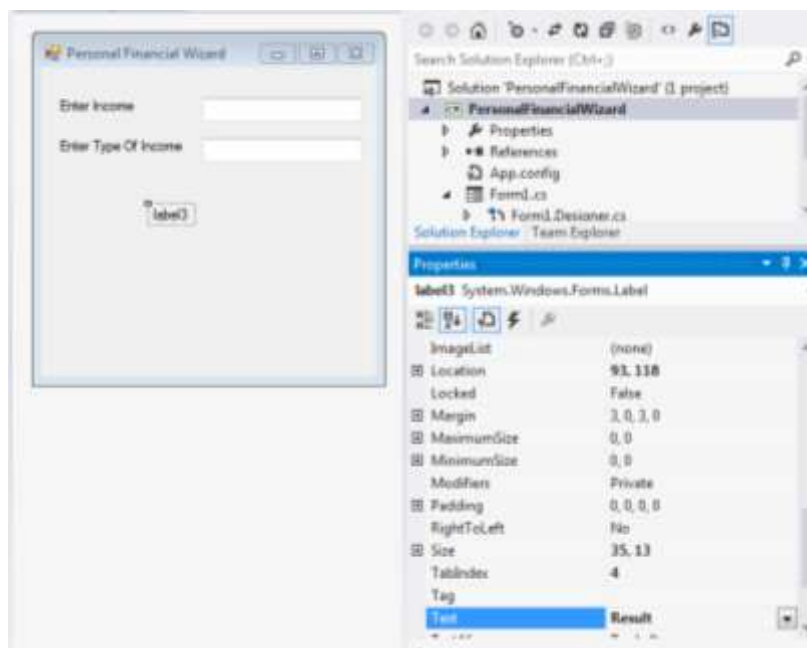 Personal Financial Wizard
Enter Income
Enter Type Of Income
label3
Search Solution Explorer (Ctrl+;)
Solution 'PersonalFinancialWizard' (1 project)
PersonalFinancialWizard
Properties
References
App.config
Form1.cs
Form1.Designer.cs
Solution Explorer Team Explorer
Properties
label3 System.Windows.Forms.Label
ImageList (none)
Location 93, 118
Locked False
Margin 3, 0, 3, 0
MaximumSize 0, 0
MinimumSize 0, 0
Modifiers Private
Padding 0, 0, 0, 0
RightToLeft No
Size 35, 13
TabIndex 4
Tag
Text Result